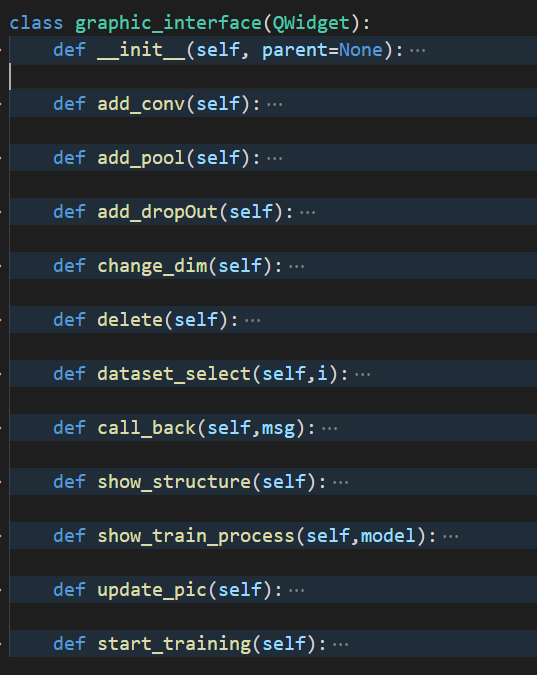 class graphic_interface(QWidget):
def __init__(self, parent=None): ···
def add_conv(self): ···
def add_pool(self): ···
def add_dropOut(self): ···
def change_dim(self): ···
def delete(self): ···
def dataset_select(self,i): ···
def call_back(self,msg): ···
def show_structure(self): ···
def show_train_process(self,model): ···
def update_pic(self): ···
def start_training(self): ···